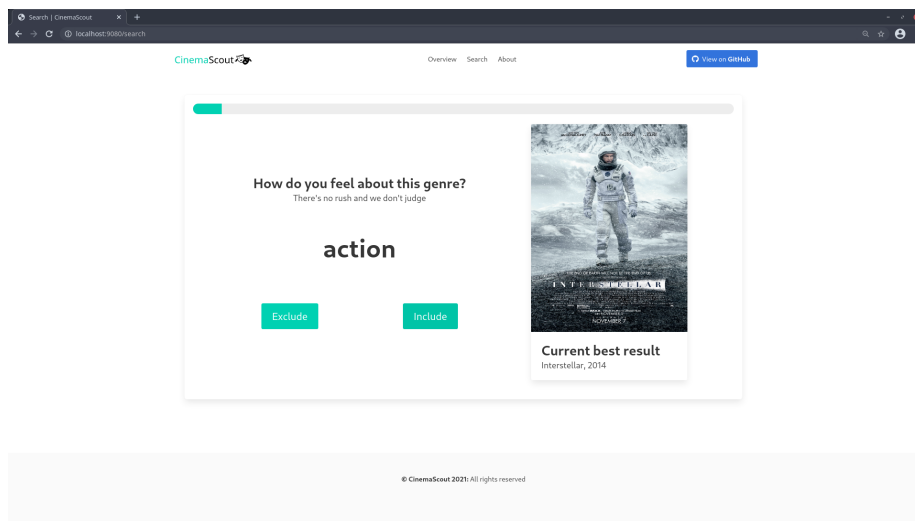 Search | CinemaScout
localhost:9080/search
CinemaScout
Overview Search About
View on GitHub
How do you feel about this genre?
There's no rush and we don't judge
action
Exclude Include
INTERSTELLAR
NOVEMBER 7
Current best result
Interstellar, 2014
© CinemaScout 2021: All rights reserved